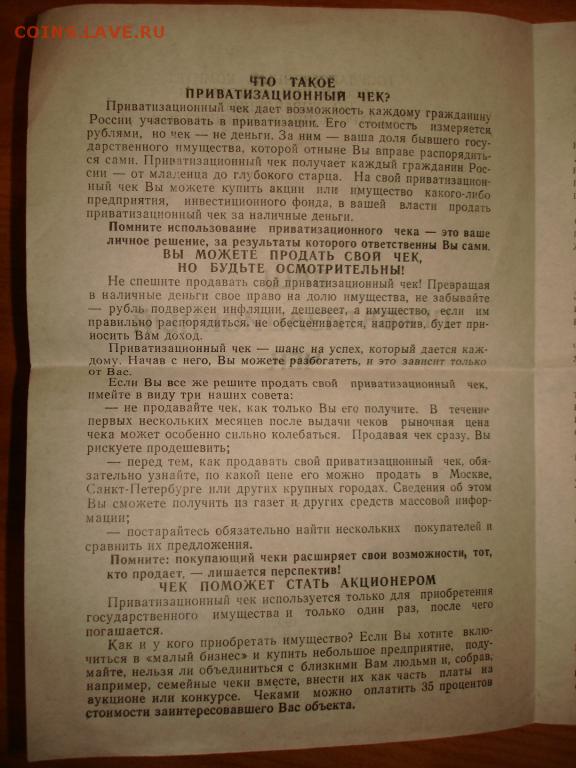 COINS.LAVE.RU
ЧТО ТАКОЕ
ПРИВАТИЗАЦИОННЫЙ ЧЕК?
Приватизационный чек дает возможность каждому гражданину
России участвовать в приватизации. Его стоимость измеряется
рублями, но чек — не деньги. За ним — ваша доля бывшего госу-
дарственного имущества, которой отныне Вы вправе распорядить-
ся сами. Приватизационный чек получает каждый гражданин Рос-
сии — от младенца до глубокого старца. На свой приватизацион-
ный чек Вы можете купить акции или имущество какого-либо
предприятия, инвестиционного фонда, в вашей власти продать
приватизационный чек за наличные деньги.
Помните использование приватизационного чека — это ваше
личное решение, за результаты которого ответственны Вы сами.
ВЫ МОЖЕТЕ ПРОДАТЬ СВОЙ ЧЕК,
НО БУДЬТЕ ОСМОТРИТЕЛЬНЫ!
Не спешите продавать свой приватизационный чек! Превращая
в наличные деньги свое право на долю имущества, не забывайте
— рубль подвержен инфляции, дешевеет, а имущество, если им
правильно распорядиться, не обесценивается, напротив, будет при-
носить Вам доход.
Приватизационный чек — шанс на успех, который дается каж-
дому. Начав с него, Вы можете разбогатеть, и это зависит только
от Вас.
Если Вы все же решите продать свой приватизационный чек,
имейте в виду три наших совета:
— не продавайте чек, как только Вы его получите. В течение
первых нескольких месяцев после выдачи чеков рыночная цена
чека может особенно сильно колебаться. Продавая чек сразу, Вы
рискуете продешевить;
— перед тем, как продавать свой приватизационный чек, обя-
зательно узнайте, по какой цене его можно продать в Москве,
Санкт-Петербурге или других крупных городах. Сведения об этом
Вы сможете получить из газет и других средств массовой инфор-
мации;
— постарайтесь обязательно найти нескольких покупателей и
сравнить их предложения.
Помните: покупающий чеки расширяет свои возможности, тот,
кто продает, — лишается перспектив!
ЧЕК ПОМОЖЕТ СТАТЬ АКЦИОНЕРОМ
Приватизационный чек используется только для приобретения
государственного имущества и только один раз, после чего
погашается.
Как и у кого приобретать имущество? Если Вы хотите вклю-
читься в «малый бизнес» и купить небольшое предприятие, поду-
майте, нельзя ли объединиться с близкими Вам людьми и, собрав,
например, семейные чеки вместе, внести их как часть платы на
аукционе или конкурсе. Чеками можно оплатить 35 процентов
стоимости заинтересовавшего Вас объекта.